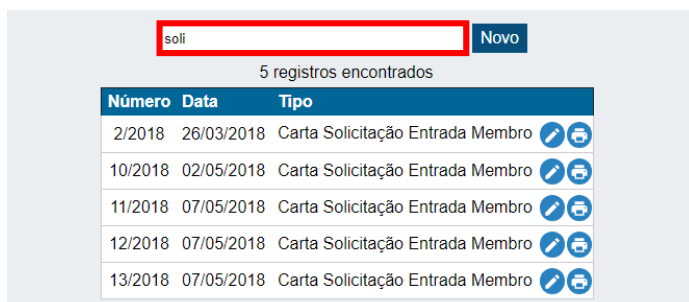 soli Novo
5 registros encontrados
Número Data Tipo
2/2018 26/03/2018 Carta Solicitação Entrada Membro
10/2018 02/05/2018 Carta Solicitação Entrada Membro
11/2018 07/05/2018 Carta Solicitação Entrada Membro
12/2018 07/05/2018 Carta Solicitação Entrada Membro
13/2018 07/05/2018 Carta Solicitação Entrada Membro